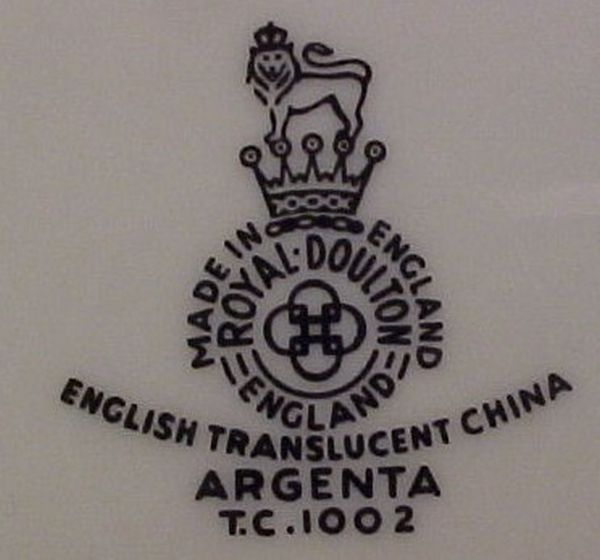 MADE IN ENGLAND
ROYAL·DOULTON
ENGLAND
ENGLISH TRANSLUCENT CHINA
ARGENTA
T.C.1002